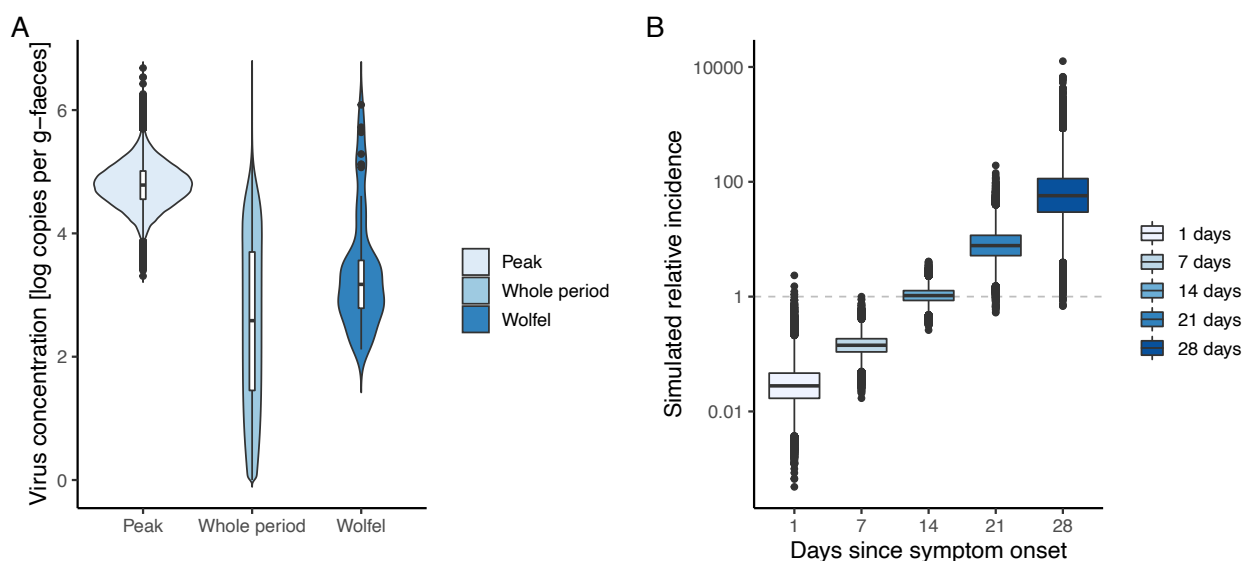 A
Virus concentration [log copies per g-faeces]
6
4
2
0
Peak
Whole period
Wolfel
Peak
Whole period
Wolfel
B
Simulated relative incidence
10000
100
1
0.01
1
7
14
21
28
Days since symptom onset
1 days
7 days
14 days
21 days
28 days